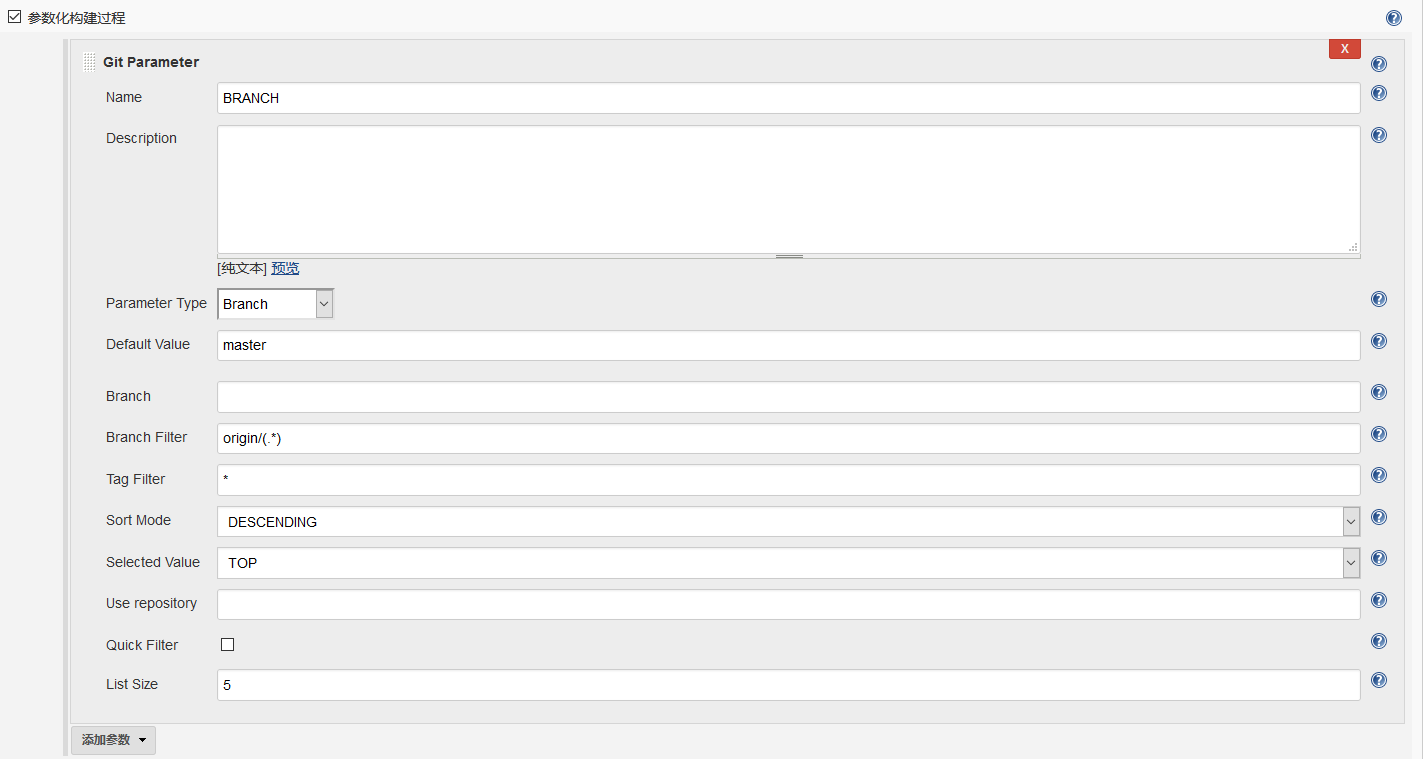 参数化构建过程
X
Git Parameter
Name BRANCH
Description
[纯文本] 预览
Parameter Type Branch
Default Value master
Branch
Branch Filter origin/(.*)
Tag Filter *
Sort Mode DESCENDING
Selected Value TOP
Use repository
Quick Filter
List Size 5
添加参数